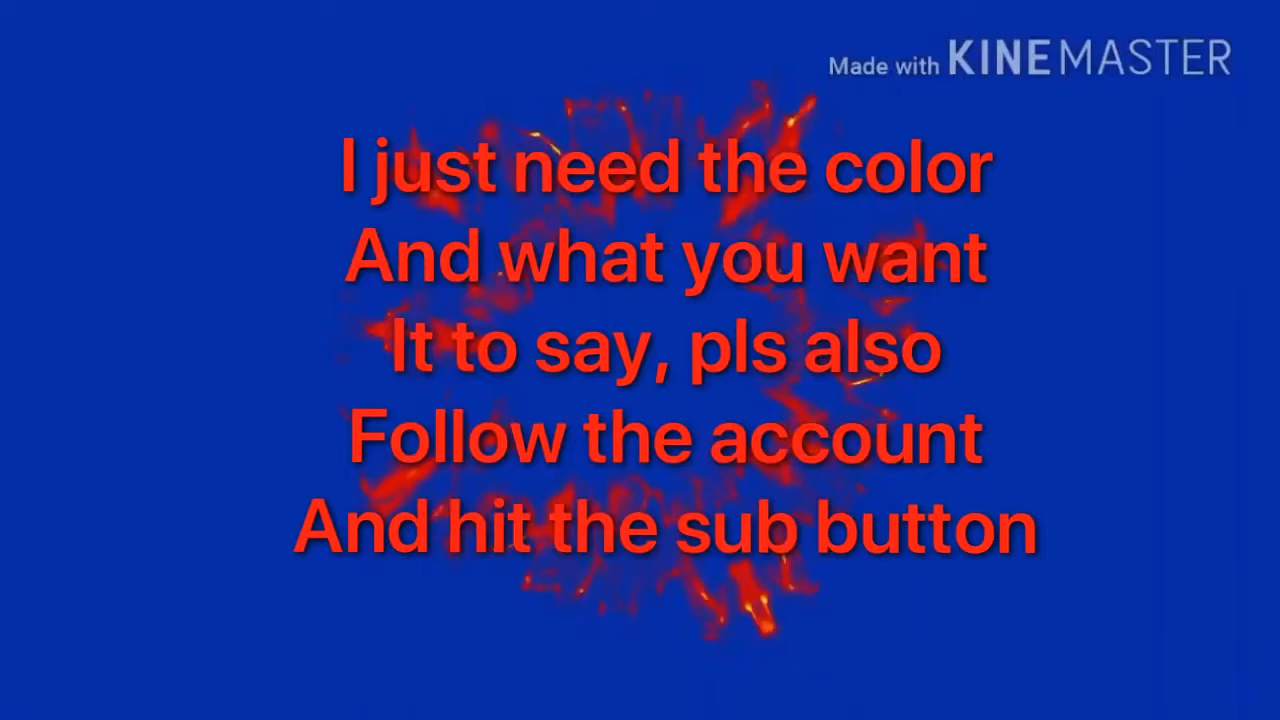 Made with KINEMASTER
I just need the color
And what you want
It to say, pls also
Follow the account
And hit the sub button